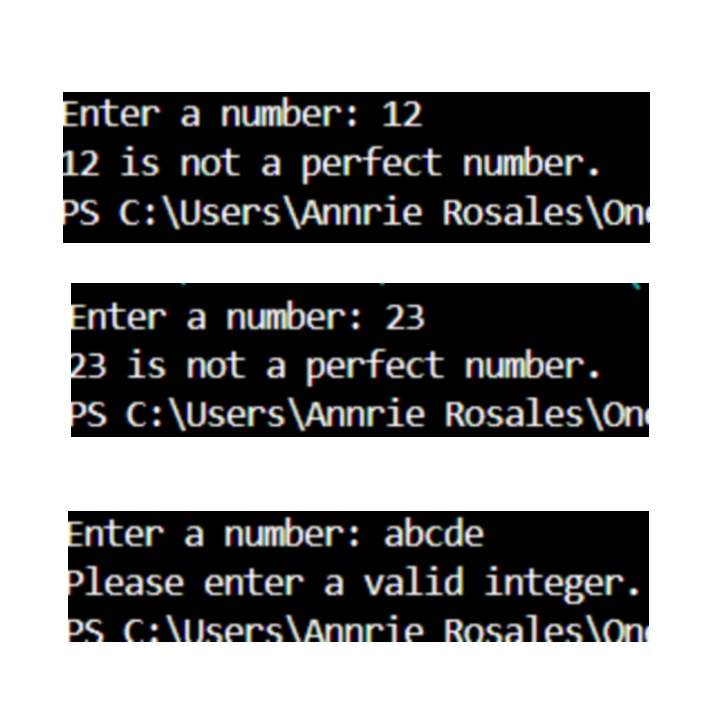 Enter a number: 12
12 is not a perfect number.
PS C:\Users\Annrie Rosales\On
Enter a number: 23
23 is not a perfect number.
PS C:\Users\Annrie Rosales\On
Enter a number: abcde
Please enter a valid integer.
PS C:\Users\Annrie Rosales\On